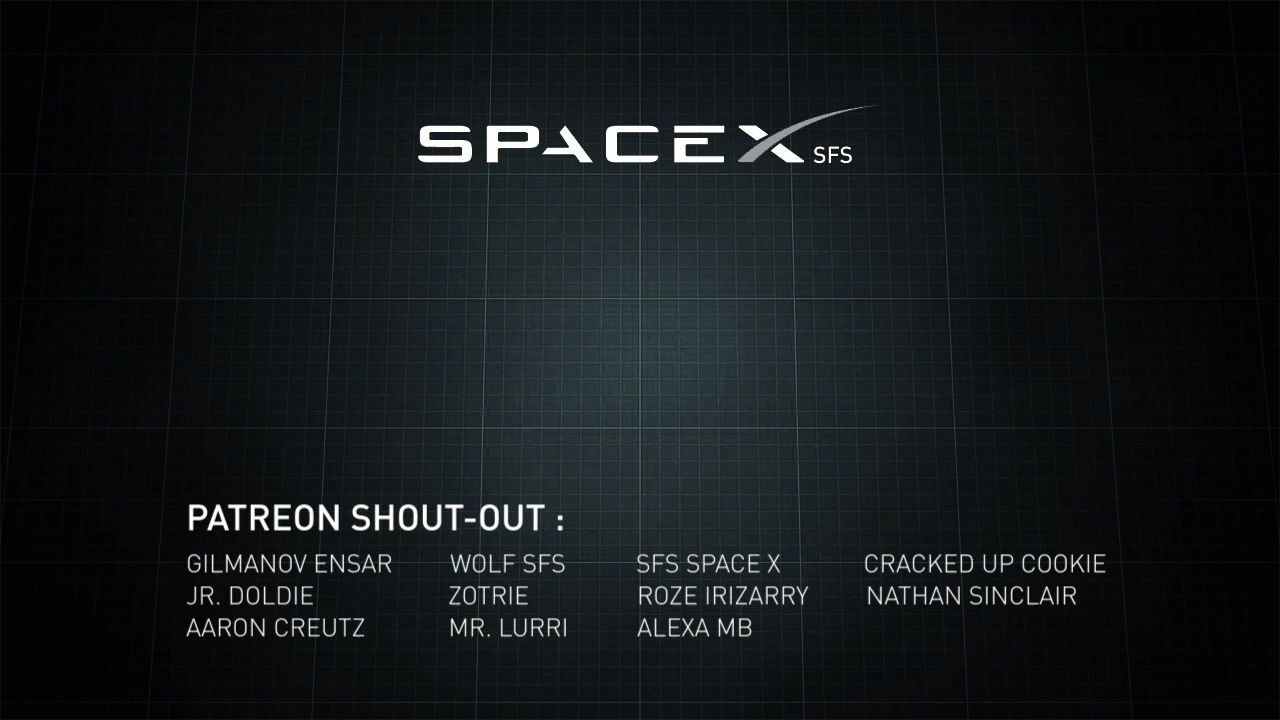 SPACEX SFS
PATREON SHOUT-OUT :
GILMANOV ENSAR WOLF SFS SFS SPACE X CRACKED UP COOKIE
JR. DOLDIE ZOTRIE ROZE IRIZARRY NATHAN SINCLAIR
AARON CREUTZ MR. LURRI ALEXA MB